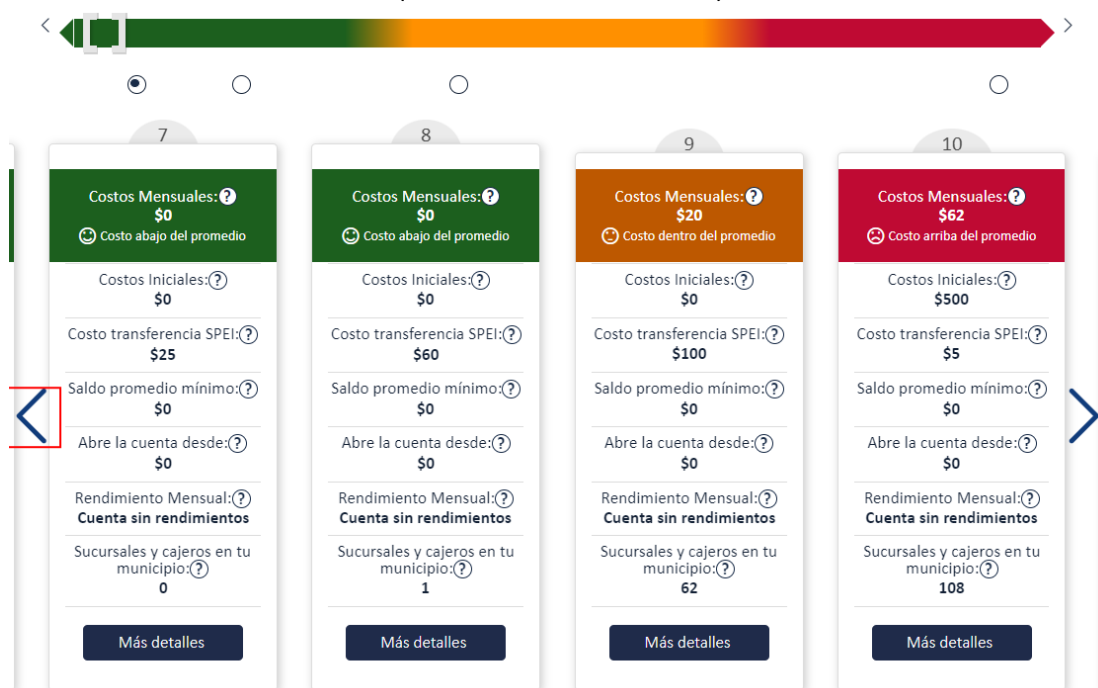 7
Costos Mensuales:?
$0
Costo abajo del promedio
Costos Iniciales:?
$0
Costo transferencia SPEI:?
$25
Saldo promedio mínimo:?
$0
Abre la cuenta desde:?
$0
Rendimiento Mensual:?
Cuenta sin rendimientos
Sucursales y cajeros en tu
municipio:?
0
Más detalles
8
Costos Mensuales:?
$0
Costo abajo del promedio
Costos Iniciales:?
$0
Costo transferencia SPEI:?
$60
Saldo promedio mínimo:?
$0
Abre la cuenta desde:?
$0
Rendimiento Mensual:?
Cuenta sin rendimientos
Sucursales y cajeros en tu
municipio:?
1
Más detalles
9
Costos Mensuales:?
$20
Costo dentro del promedio
Costos Iniciales:?
$0
Costo transferencia SPEI:?
$100
Saldo promedio mínimo:?
$0
Abre la cuenta desde:?
$0
Rendimiento Mensual:?
Cuenta sin rendimientos
Sucursales y cajeros en tu
municipio:?
62
Más detalles
10
Costos Mensuales:?
$62
Costo arriba del promedio
Costos Iniciales:?
$500
Costo transferencia SPEI:?
$5
Saldo promedio mínimo:?
$0
Abre la cuenta desde:?
$0
Rendimiento Mensual:?
Cuenta sin rendimientos
Sucursales y cajeros en tu
municipio:?
108
Más detalles